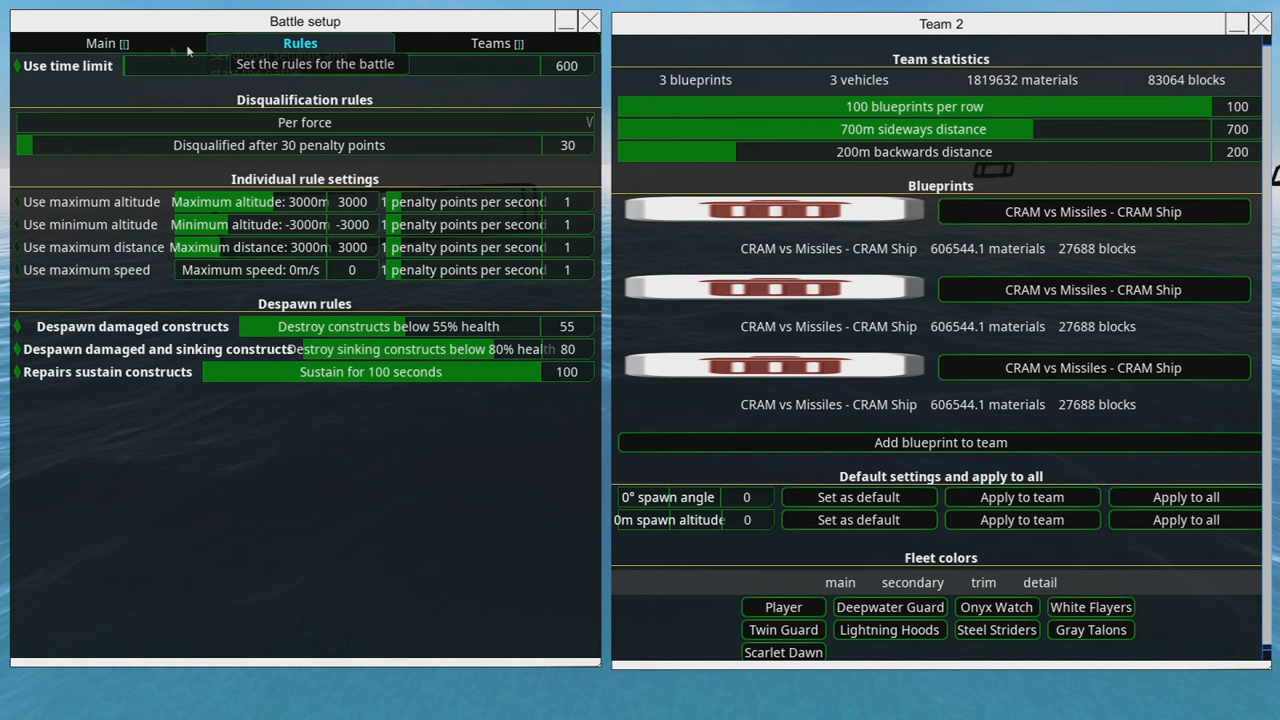 Battle setup
Main []
Rules
Teams []
Set the rules for the battle
Use time limit
600
Disqualification rules
Per force
V
Disqualified after 30 penalty points
30
Individual rule settings
Use maximum altitude
Maximum altitude: 3000m
3000
1 penalty points per second
1
Use minimum altitude
Minimum altitude: -3000m
-3000
1 penalty points per second
1
Use maximum distance
Maximum distance: 3000m
3000
1 penalty points per second
1
Use maximum speed
Maximum speed: 0m/s
0
1 penalty points per second
1
Despawn rules
Despawn damaged constructs
Destroy constructs below 55% health
55
Despawn damaged and sinking constructs
Destroy sinking constructs below 80% health
80
Repairs sustain constructs
Sustain for 100 seconds
100
Team 2
Team statistics
3 blueprints
3 vehicles
1819632 materials
83064 blocks
100 blueprints per row
100
700m sideways distance
700
200m backwards distance
200
Blueprints
CRAM vs Missiles - CRAM Ship
CRAM vs Missiles - CRAM Ship 606544.1 materials 27688 blocks
CRAM vs Missiles - CRAM Ship
CRAM vs Missiles - CRAM Ship 606544.1 materials 27688 blocks
CRAM vs Missiles - CRAM Ship
CRAM vs Missiles - CRAM Ship 606544.1 materials 27688 blocks
Add blueprint to team
Default settings and apply to all
0° spawn angle
0
Set as default
Apply to team
Apply to all
0m spawn altitude
0
Set as default
Apply to team
Apply to all
Fleet colors
main
secondary
trim
detail
Player
Deepwater Guard
Onyx Watch
White Flayers
Twin Guard
Lightning Hoods
Steel Striders
Gray Talons
Scarlet Dawn